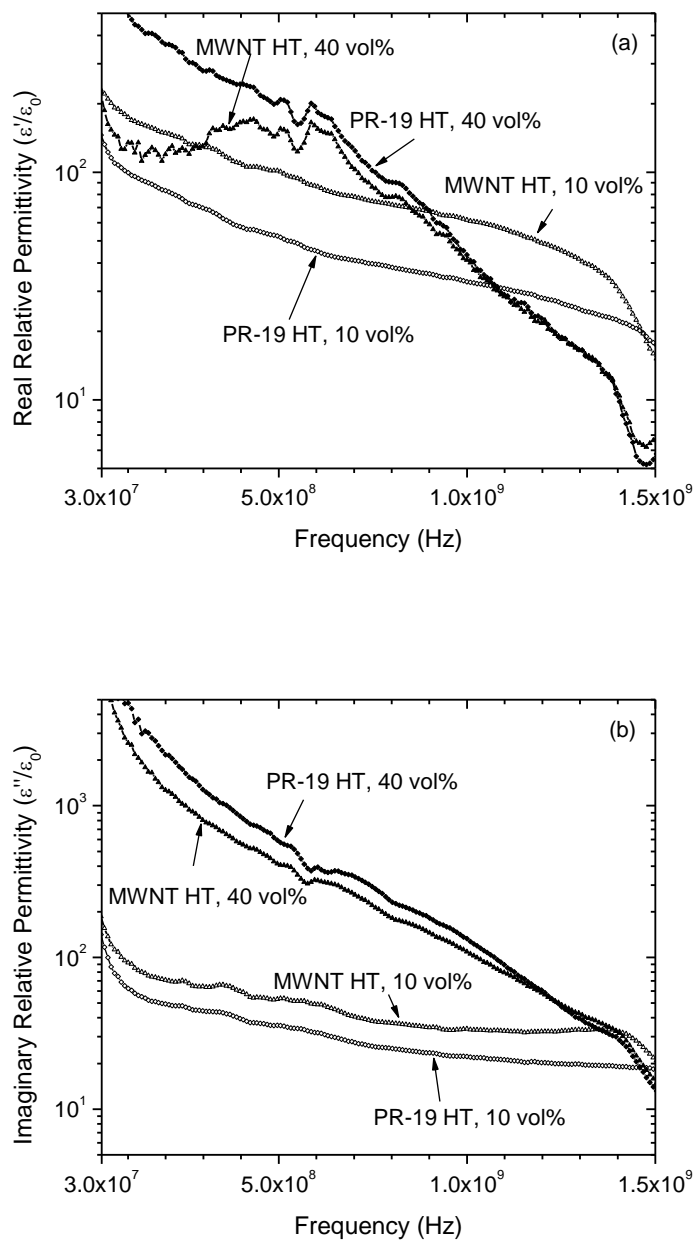 (a)
MWNT HT, 40 vol%
PR-19 HT, 40 vol%
MWNT HT, 10 vol%
PR-19 HT, 10 vol%
Real Relative Permittivity (ε'/ε₀)
10²
10¹
3.0x10⁷ 5.0x10⁸ 1.0x10⁹ 1.5x10⁹
Frequency (Hz)
(b)
PR-19 HT, 40 vol%
MWNT HT, 40 vol%
MWNT HT, 10 vol%
PR-19 HT, 10 vol%
Imaginary Relative Permittivity (ε"/ε₀)
10³
10²
10¹
3.0x10⁷ 5.0x10⁸ 1.0x10⁹ 1.5x10⁹
Frequency (Hz)